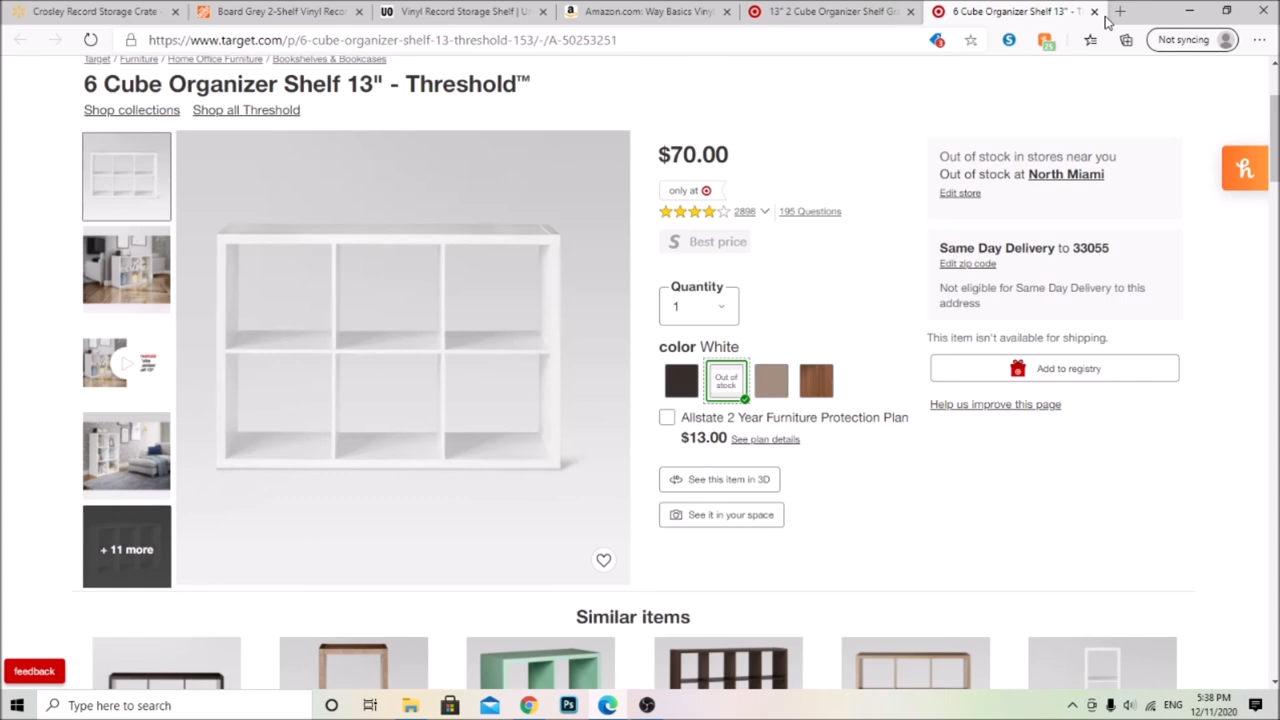 Crosley Record Storage Crate -
Board Grey 2-Shelf Vinyl Recor
UO Vinyl Record Storage Shelf | Ur
Amazon.com: Way Basics Vinyl
13" 2 Cube Organizer Shelf Gr
6 Cube Organizer Shelf 13" - T
https://www.target.com/p/6-cube-organizer-shelf-13-threshold-153/-/A-50253251
Not syncing
Target / Furniture / Home Office Furniture / Bookshelves & Bookcases
6 Cube Organizer Shelf 13" - Threshold™
Shop collections Shop all Threshold
+ 11 more
$70.00
only at
2898 195 Questions
S Best price
Quantity
1
color White
Out of
stock
Allstate 2 Year Furniture Protection Plan
$13.00 See plan details
See this item in 3D
See it in your space
Out of stock in stores near you
Out of stock at North Miami
Edit store
Same Day Delivery to 33055
Edit zip code
Not eligible for Same Day Delivery to this
address
This item isn't available for shipping.
Add to registry
Help us improve this page
Similar items
feedback
Type here to search
ENG
5:38 PM
12/11/2020